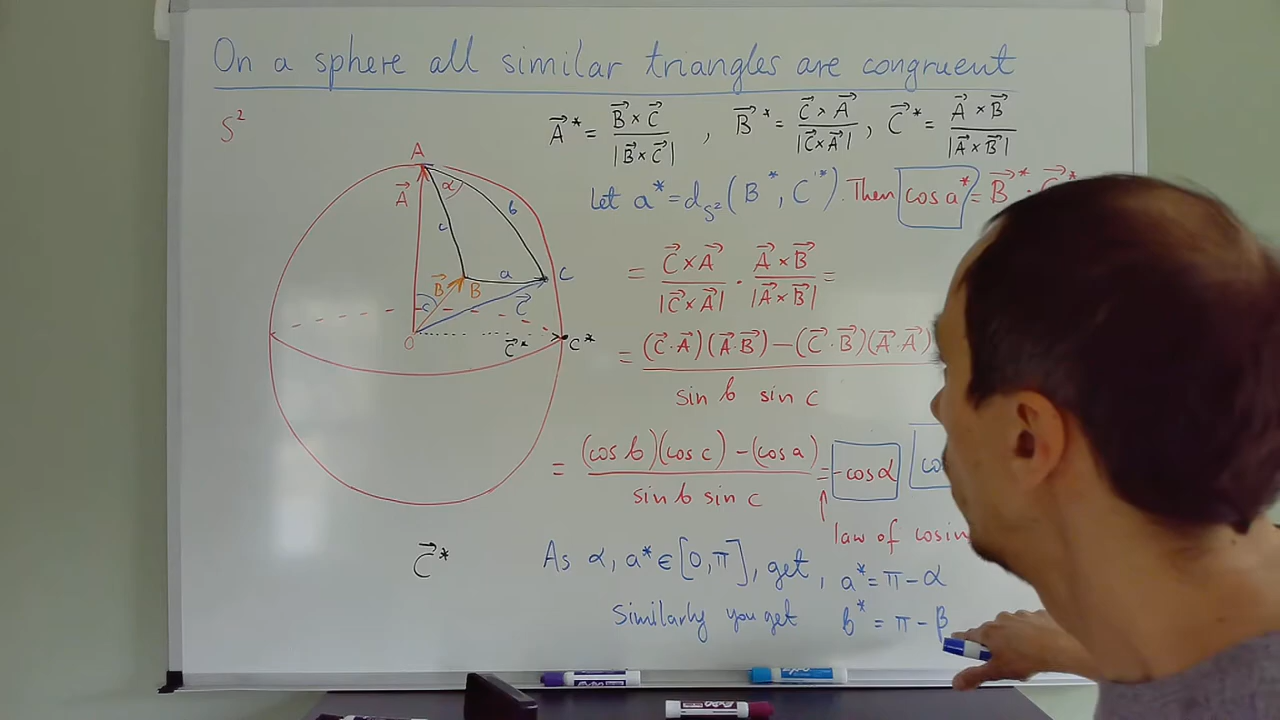 On a sphere all similar triangles are congruent
S²
A⃗* = B⃗ × C⃗ / |B⃗ × C⃗| , B⃗* = C⃗ × A⃗ / |C⃗ × A⃗| , C⃗* = A⃗ × B⃗ / |A⃗ × B⃗|
Let a* = d_S²(B*, C*). Then cos a* = B⃗* · C⃗*
= C⃗ × A⃗ / |C⃗ × A⃗| · A⃗ × B⃗ / |A⃗ × B⃗| =
= (C⃗·A⃗)(A⃗·B⃗) − (C⃗·B⃗)(A⃗·A⃗) / sin b sin c
= (cos b)(cos c) − (cos a) / sin b sin c = -cos α
↑ law of
As α, a* ∈ [0, π], get, a* = π − α
Similarly you get b* = π − β
A
A⃗
α
b
c
a
B⃗
B
C
c
C⃗
O
C⃗*
C*
C⃗*